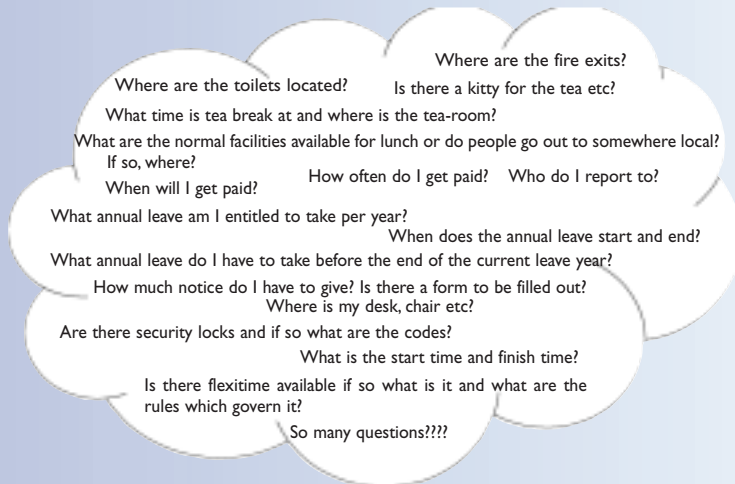 Where are the fire exits?
Where are the toilets located?
Is there a kitty for the tea etc?
What time is tea break at and where is the tea-room?
What are the normal facilities available for lunch or do people go out to somewhere local?
If so, where?
How often do I get paid?
Who do I report to?
When will I get paid?
What annual leave am I entitled to take per year?
When does the annual leave start and end?
What annual leave do I have to take before the end of the current leave year?
How much notice do I have to give? Is there a form to be filled out?
Where is my desk, chair etc?
Are there security locks and if so what are the codes?
What is the start time and finish time?
Is there flexitime available if so what is it and what are the
rules which govern it?
So many questions????